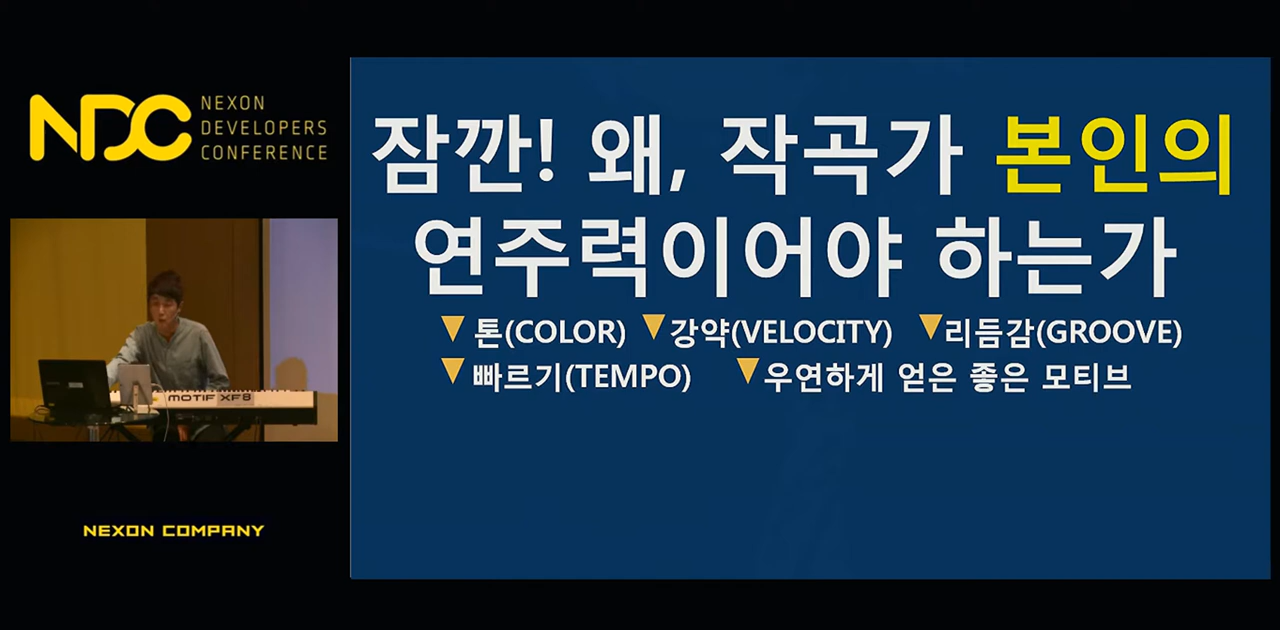 NDC
NEXON
DEVELOPERS
CONFERENCE
잠깐! 왜, 작곡가 본인의
연주력이어야 하는가
▼ 톤(COLOR) ▼ 강약(VELOCITY) ▼ 리듬감(GROOVE)
▼ 빠르기(TEMPO) ▼ 우연하게 얻은 좋은 모티브
MOTIF XF8
NEXON COMPANY